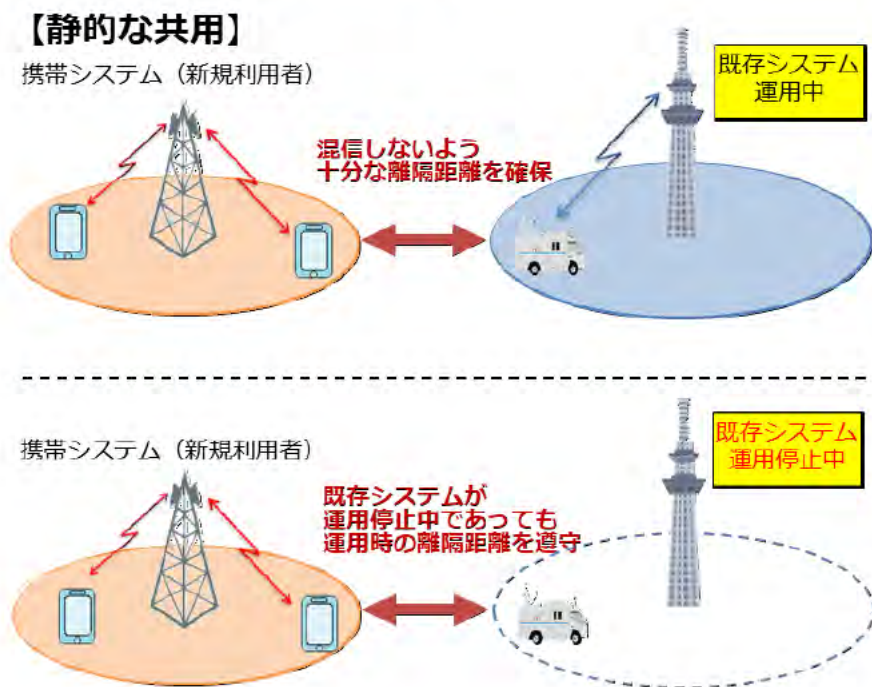 【静的な共用】
携帯システム（新規利用者）
既存システム
運用中
混信しないよう
十分な離隔距離を確保
携帯システム（新規利用者）
既存システム
運用停止中
既存システムが
運用停止中であっても
運用時の離隔距離を遵守